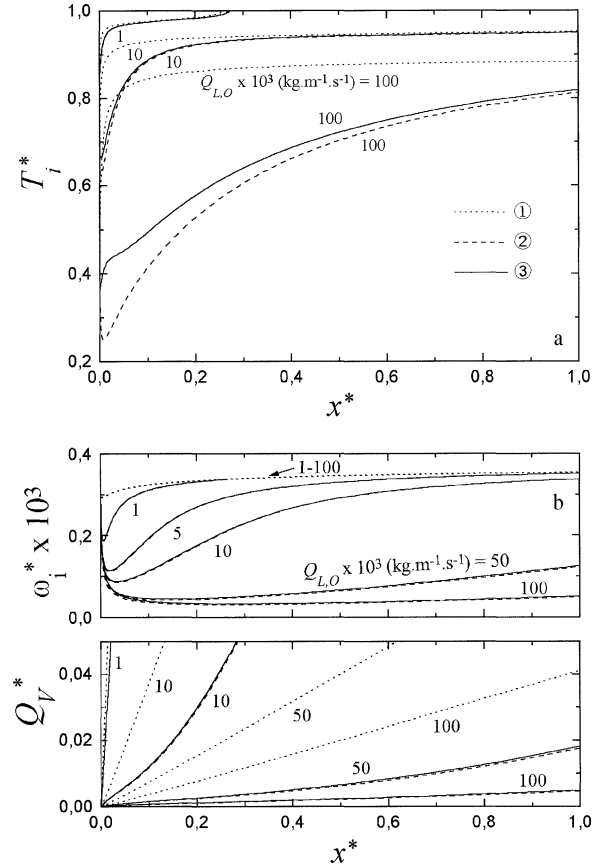 1,0
0,8
0,6
0,4
0,2
T*i
1
10
10
Q L,O x 10³ (kg.m⁻¹.s⁻¹) = 100
100
100
①
②
③
a
0,0 0,2 0,4 0,6 0,8 1,0
x*
0,4
0,2
0,0
ω*i x 10³
1-100
b
1
5
10
Q L,O x 10³ (kg.m⁻¹.s⁻¹) = 50
100
0,04
0,02
0,00
Q*V
1
10
10
50
100
50
100
0,0 0,2 0,4 0,6 0,8 1,0
x*